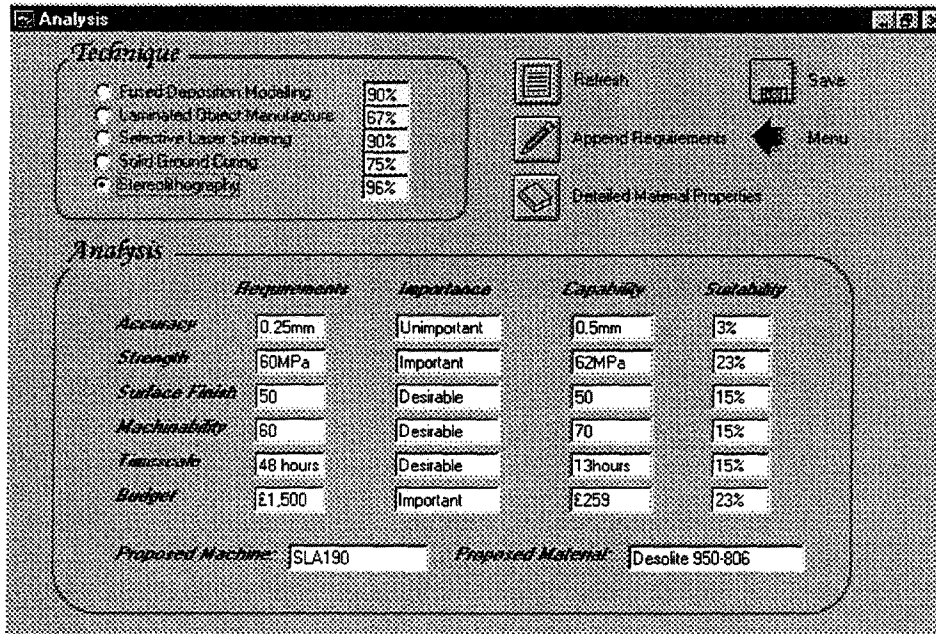 Analysis
Technique
Fused Deposition Modelling 90%
Laminated Object Manufacture 67%
Selective Laser Sintering 90%
Solid Ground Curing 75%
Stereolithography 96%
Refresh Save
Append Requirements Menu
Detailed Material Properties
Analysis
Requirements Importance Capability Suitability
Accuracy 0.25mm Unimportant 0.5mm 3%
Strength 60MPa Important 62MPa 23%
Surface Finish 50 Desirable 50 15%
Machinability 60 Desirable 70 15%
Timescale 48 hours Desirable 13hours 15%
Budget £1,500 Important £259 23%
Proposed Machine: SLA190 Proposed Material: Desolite 950-806